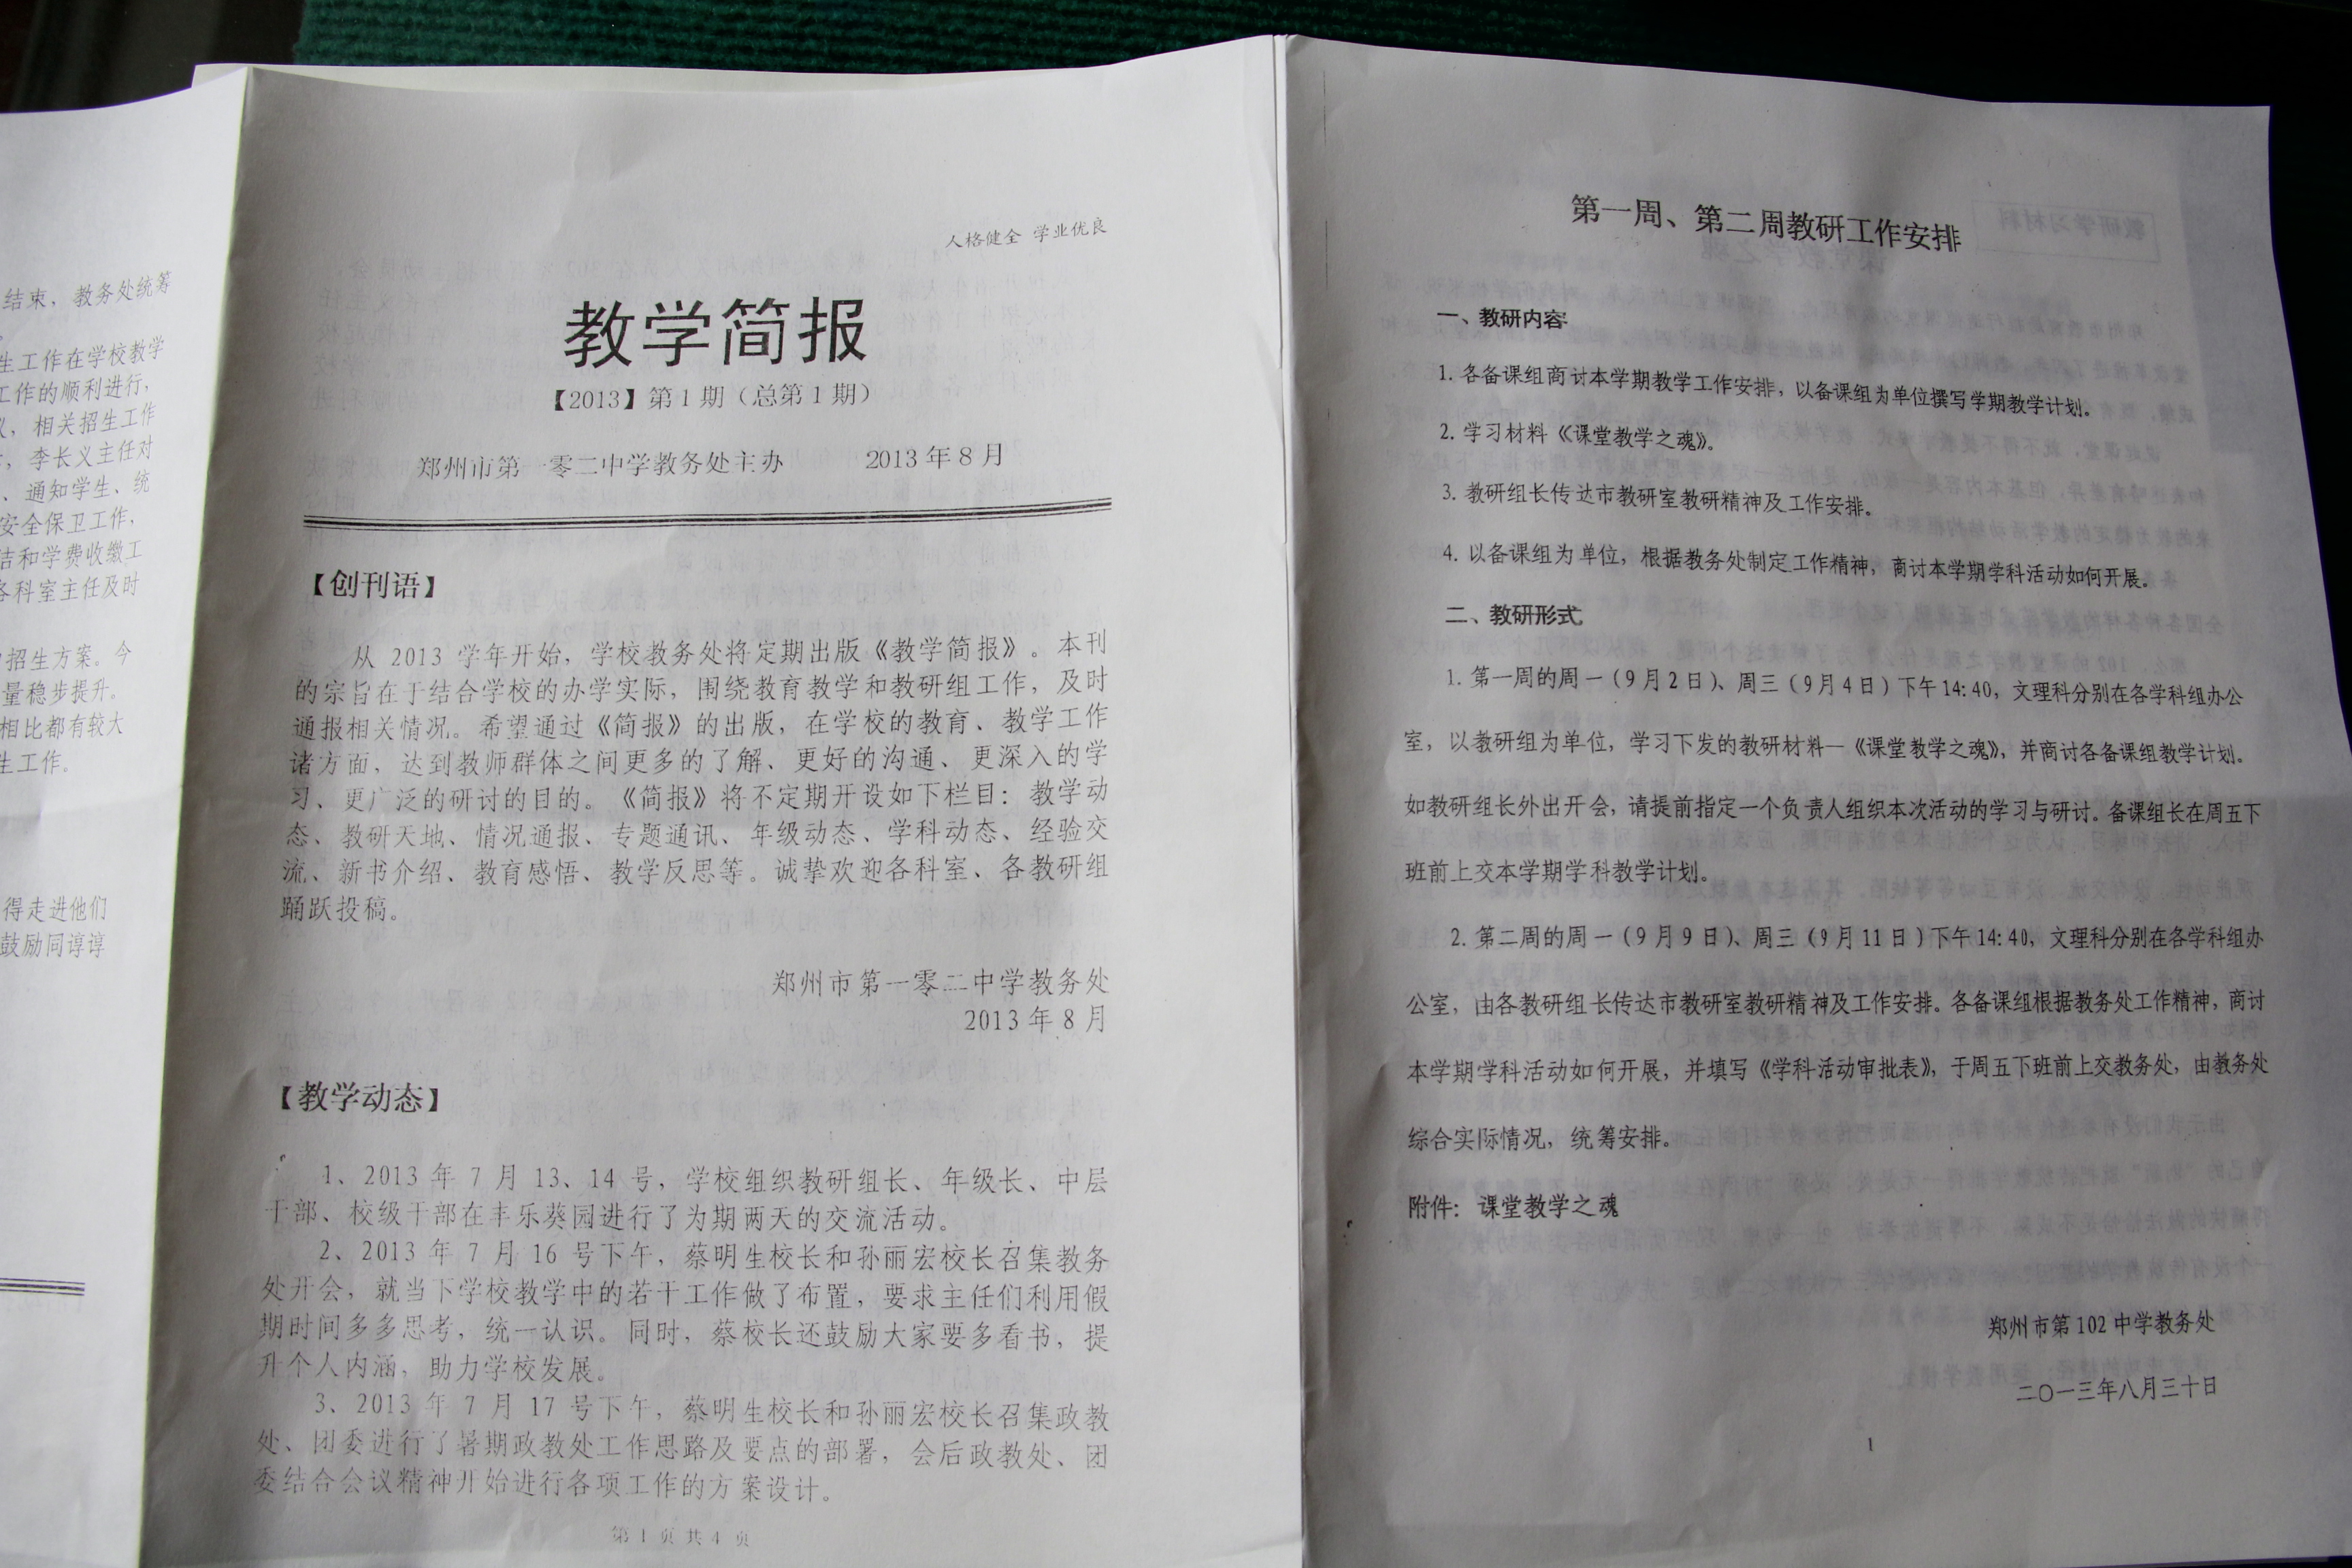 结束，教务处统筹
生工作在学校教学
工作的顺利进行，
，相关招生工作
，李长义主任对
、通知学生、统
安全保卫工作，
洁和学费收缴工
各科室主任及时
招生方案。今
量稳步提升。
相比都有较大
生工作。
得走进他们
鼓励同谆谆
人格健全 学业优良
教学简报
【2013】第1期（总第1期）
郑州市第一零二中学教务处主办 2013年8月
【创刊语】
从 2013 学年开始，学校教务处将定期出版《教学简报》。本刊
的宗旨在于结合学校的办学实际，围绕教育教学和教研组工作，及时
通报相关情况。希望通过《简报》的出版，在学校的教育、教学工作
诸方面，达到教师群体之间更多的了解、更好的沟通、更深入的学
习、更广泛的研讨的目的。《简报》将不定期开设如下栏目：教学动
态、教研天地、情况通报、专题通讯、年级动态、学科动态、经验交
流、新书介绍、教育感悟、教学反思等。诚挚欢迎各科室、各教研组
踊跃投稿。
郑州市第一零二中学教务处
2013年8月
【教学动态】
1、2013 年 7 月 13、14 号，学校组织教研组长、年级长、中层
干部、校级干部在丰乐葵园进行了为期两天的交流活动。
2、2013 年 7 月 16 号下午，蔡明生校长和孙丽宏校长召集教务
处开会，就当下学校教学中的若干工作做了布置，要求主任们利用假
期时间多多思考，统一认识。同时，蔡校长还鼓励大家要多看书，提
升个人内涵，助力学校发展。
3、2013 年 7 月 17 号下午，蔡明生校长和孙丽宏校长召集政教
处、团委进行了暑期政教处工作思路及要点的部署，会后政教处、团
委结合会议精神开始进行各项工作的方案设计。
第 1 页 共 4 页
第一周、第二周教研工作安排
一、教研内容
1. 各备课组商讨本学期教学工作安排，以备课组为单位撰写学期教学计划。
2. 学习材料《课堂教学之魂》。
3. 教研组长传达市教研室教研精神及工作安排。
4. 以备课组为单位，根据教务处制定工作精神，商讨本学期学科活动如何开展。
二、教研形式
1. 第一周的周一（9月2日）、周三（9月4日）下午14:40，文理科分别在各学科组办公
室，以教研组为单位，学习下发的教研材料—《课堂教学之魂》，并商讨各备课组教学计划。
如教研组长外出开会，请提前指定一个负责人组织本次活动的学习与研讨。备课组长在周五下
班前上交本学期学科教学计划。
2. 第二周的周一（9月9日）、周三（9月11日）下午14:40，文理科分别在各学科组办
公室，由各教研组长传达市教研室教研精神及工作安排。各备课组根据教务处工作精神，商讨
本学期学科活动如何开展，并填写《学科活动审批表》，于周五下班前上交教务处，由教务处
综合实际情况，统筹安排。
附件：课堂教学之魂
郑州市第102中学教务处
二〇一三年八月三十日
1